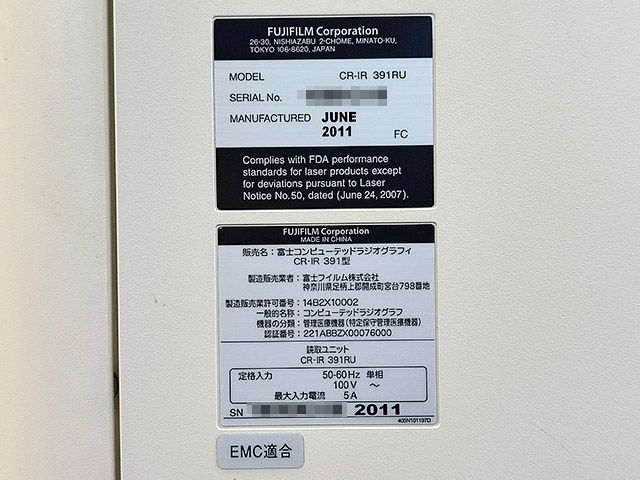 FUJIFILM Corporation
26-30, NISHIAZABU 2-CHOME, MINATO-KU,
TOKYO 106-8620, JAPAN
MODEL CR-IR 391RU
SERIAL No.
MANUFACTURED JUNE
2011 FC
Complies with FDA performance
standards for laser products except
for deviations pursuant to Laser
Notice No.50, dated (June 24, 2007).
FUJIFILM Corporation
MADE IN CHINA
販売名：富士コンピューテッドラジオグラフィ
CR-IR 391型
製造販売業者：富士フイルム株式会社
神奈川県足柄上郡開成町宮台798番地
製造販売業許可番号：14B2X10002
一般的名称：コンピューテッドラジオグラフ
機器の分類：管理医療機器(特定保守管理医療機器)
認証番号：221ABBZX00076000
読取ユニット
CR-IR 391RU
定格入力 50-60Hz 単相
100V ～
最大入力電流 5A
SN 2011
405N101197D
EMC適合